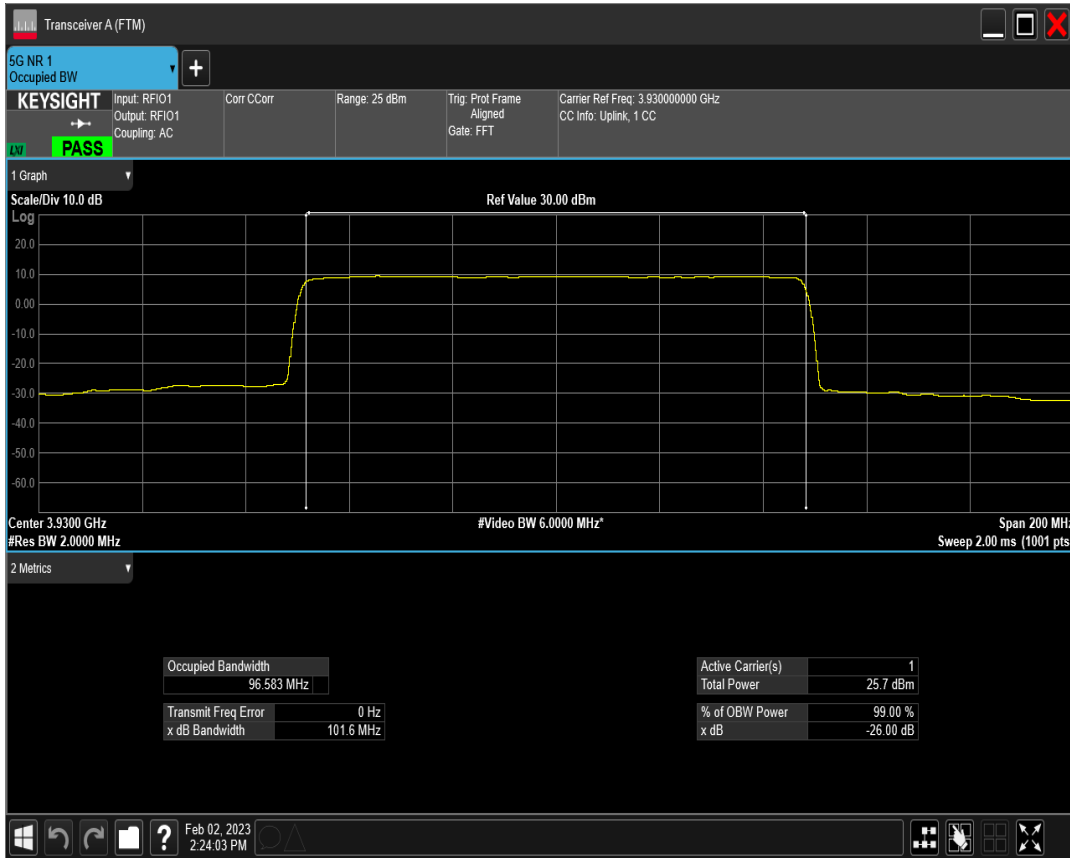 Transceiver A (FTM)
5G NR 1
Occupied BW
+
KEYSIGHT
LXI
PASS
Input: RFIO1
Output: RFIO1
Coupling: AC
Corr CCorr
Range: 25 dBm
Trig: Prot Frame
Aligned
Gate: FFT
Carrier Ref Freq: 3.930000000 GHz
CC Info: Uplink, 1 CC
1 Graph
Scale/Div 10.0 dB
Ref Value 30.00 dBm
Log
20.0
10.0
0.00
-10.0
-20.0
-30.0
-40.0
-50.0
-60.0
Center 3.9300 GHz
#Video BW 6.0000 MHz*
Span 200 MHz
#Res BW 2.0000 MHz
Sweep 2.00 ms (1001 pts
2 Metrics
Occupied Bandwidth
96.583 MHz
Transmit Freq Error 0 Hz
x dB Bandwidth 101.6 MHz
Active Carrier(s) 1
Total Power 25.7 dBm
% of OBW Power 99.00 %
x dB -26.00 dB
?
Feb 02, 2023
2:24:03 PM